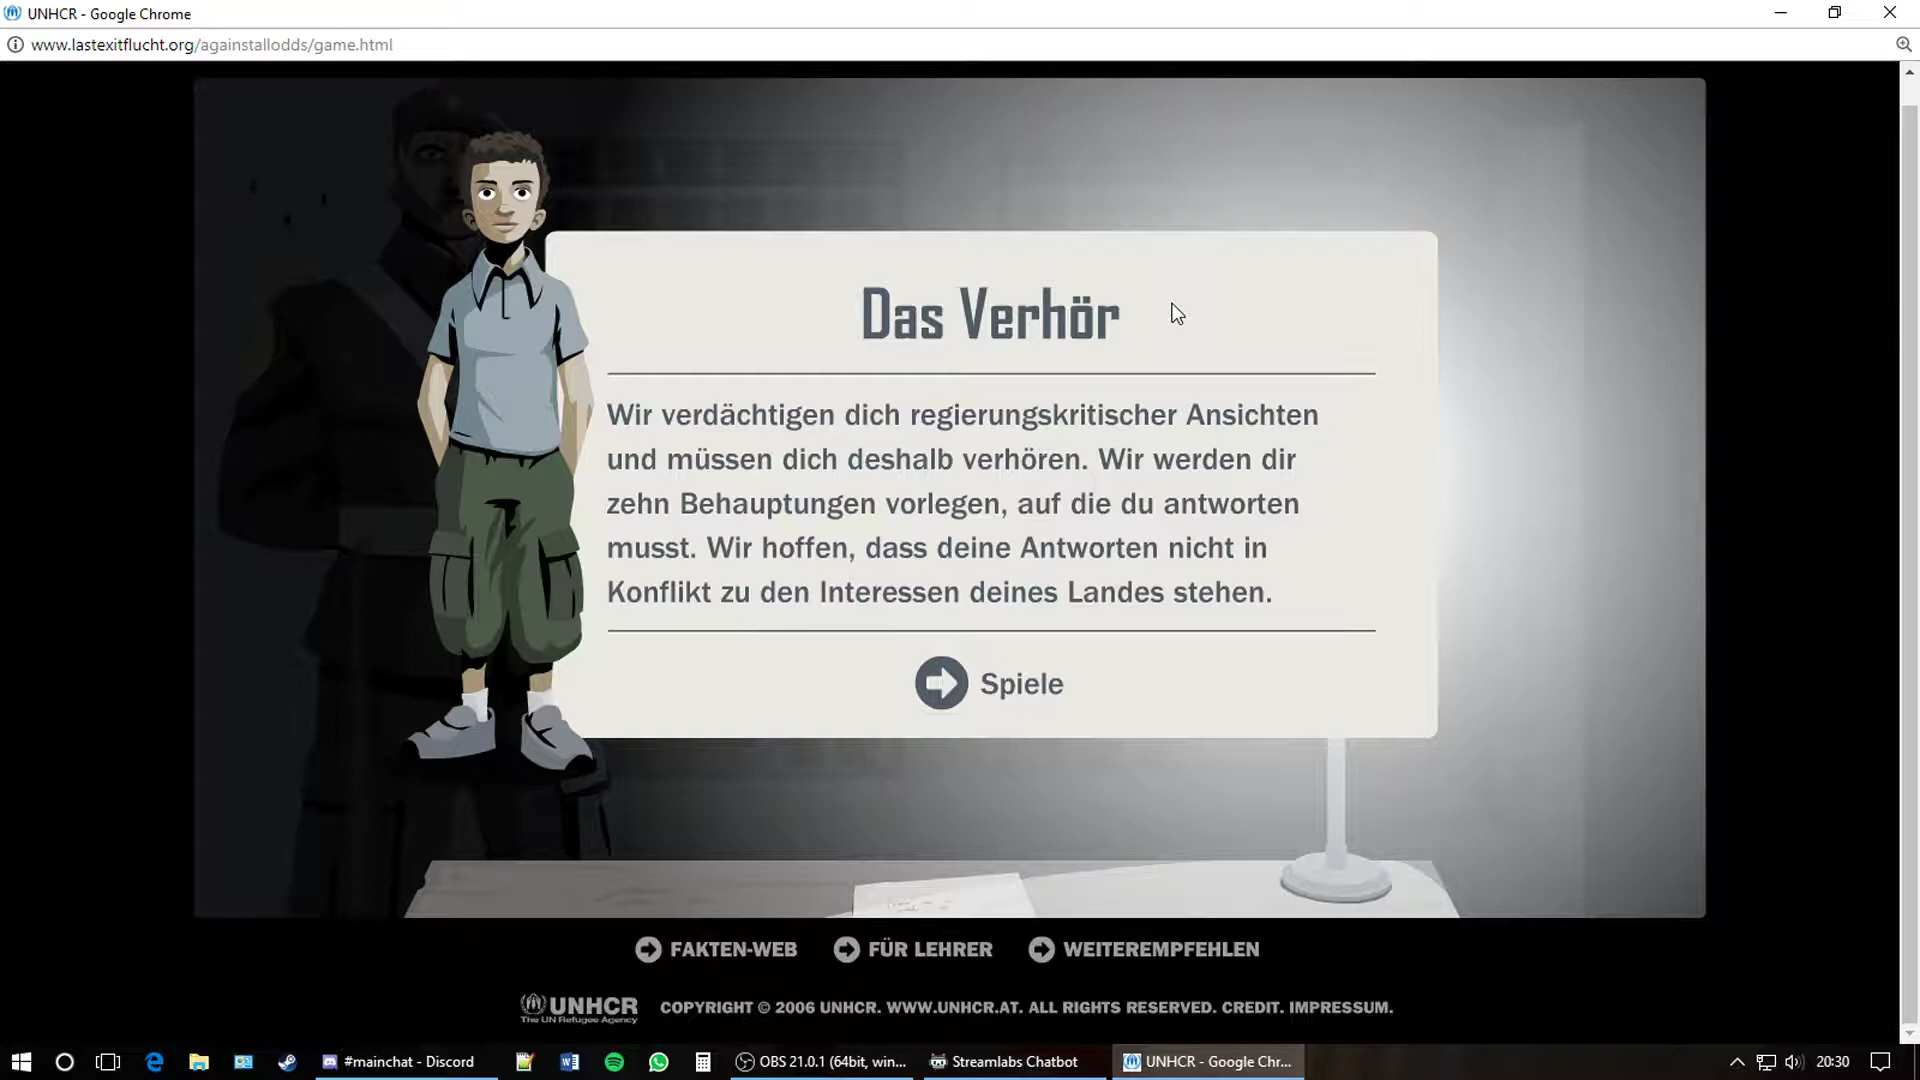 UNHCR - Google Chrome
www.lastexitflucht.org/againstallodds/game.html
Das Verhör
Wir verdächtigen dich regierungskritischer Ansichten
und müssen dich deshalb verhören. Wir werden dir
zehn Behauptungen vorlegen, auf die du antworten
musst. Wir hoffen, dass deine Antworten nicht in
Konflikt zu den Interessen deines Landes stehen.
Spiele
FAKTEN-WEB FÜR LEHRER WEITEREMPFEHLEN
UNHCR
The UN Refugee Agency
COPYRIGHT © 2006 UNHCR. WWW.UNHCR.AT. ALL RIGHTS RESERVED. CREDIT. IMPRESSUM.
#mainchat - Discord OBS 21.0.1 (64bit, win... Streamlabs Chatbot UNHCR - Google Chr... 20:30